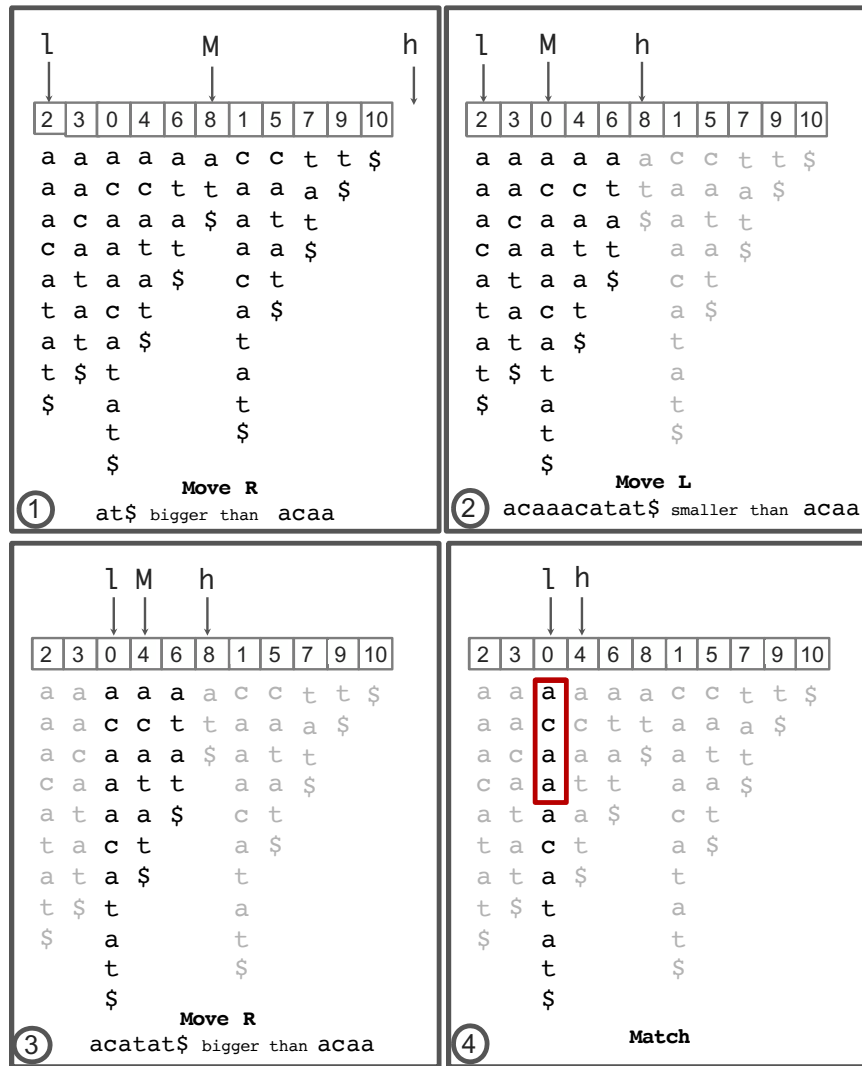 l M h
2 3 0 4 6 8 1 5 7 9 10
a a a a a a c c t t $
a a c c t t a a a $
a c a a a $ a t t
c a a t t a a $
a t a a $ c t
t a c t a $
a t a $ t
t $ t a
$ a t
t $
$
Move R
1 at$ bigger than acaa
l M h
2 3 0 4 6 8 1 5 7 9 10
a a a a a a c c t t $
a a c c t t a a a $
a c a a a $ a t t
c a a t t a a $
a t a a $ c t
t a c t a $
a t a $ t
t $ t a
$ a t
t $
$
Move L
2 acaaacatat$ smaller than acaa
l M h
2 3 0 4 6 8 1 5 7 9 10
a a a a a a c c t t $
a a c c t t a a a $
a c a a a $ a t t
c a a t t a a $
a t a a $ c t
t a c t a $
a t a $ t
t $ t a
$ a t
t $
$
Move R
3 acatat$ bigger than acaa
l h
2 3 0 4 6 8 1 5 7 9 10
a a a a a a c c t t $
a a c c t t a a a $
a c a a a $ a t t
c a a t t a a $
a t a a $ c t
t a c t a $
a t a $ t
t $ t a
$ a t
t $
$
4 Match